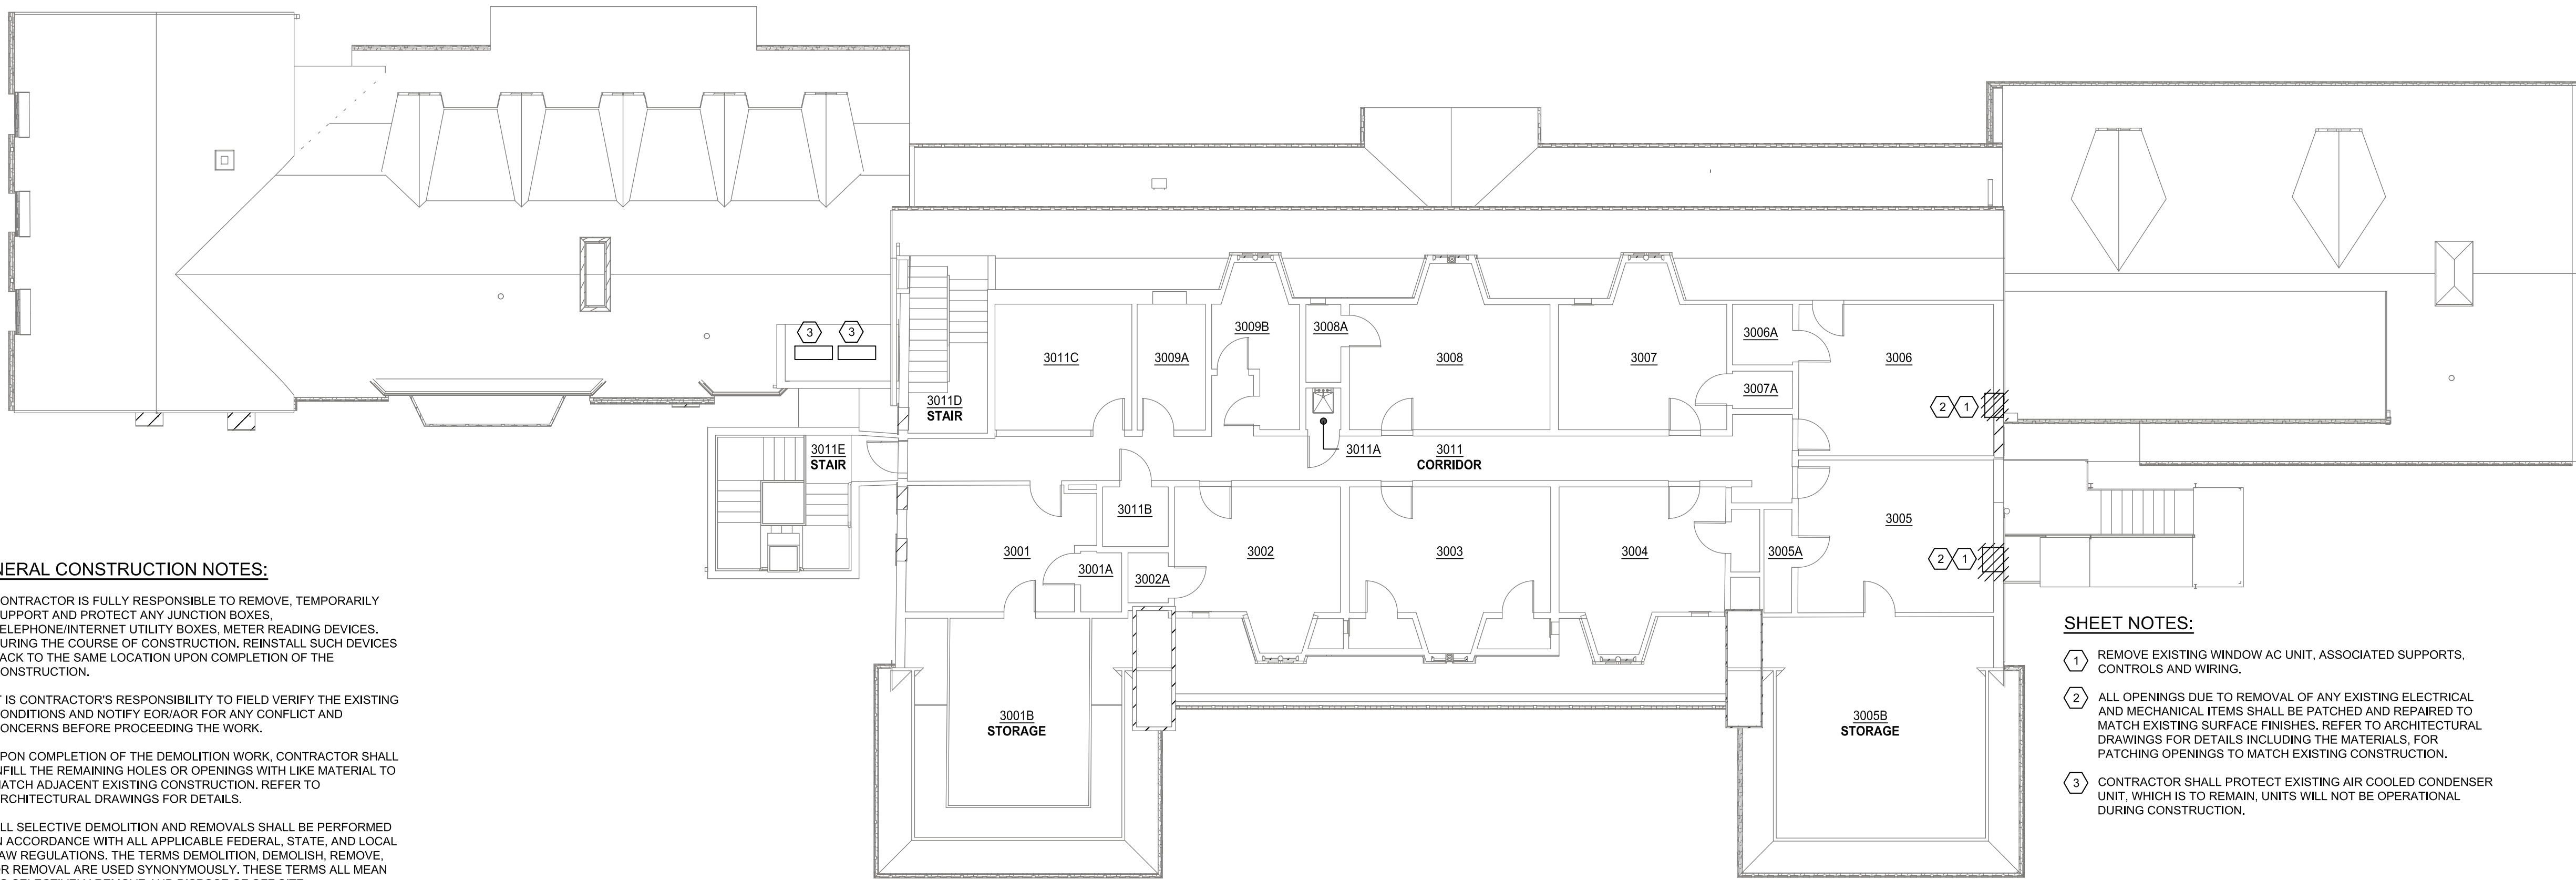 3
3
3009B
3008A
3006A
3011C
3009A
3008
3007
3006
3007A
3011D
STAIR
2
1
3011E
STAIR
3011A
3011
CORRIDOR
3011B
3005
3001
3002
3003
3004
3005A
2
1
3001A
3002A
3001B
STORAGE
3005B
STORAGE
NERAL CONSTRUCTION NOTES:
ONTRACTOR IS FULLY RESPONSIBLE TO REMOVE, TEMPORARILY
UPPORT AND PROTECT ANY JUNCTION BOXES,
ELEPHONE/INTERNET UTILITY BOXES, METER READING DEVICES.
URING THE COURSE OF CONSTRUCTION. REINSTALL SUCH DEVICES
ACK TO THE SAME LOCATION UPON COMPLETION OF THE
ONSTRUCTION.
T IS CONTRACTOR'S RESPONSIBILITY TO FIELD VERIFY THE EXISTING
ONDITIONS AND NOTIFY EOR/AOR FOR ANY CONFLICT AND
ONCERNS BEFORE PROCEEDING THE WORK.
PON COMPLETION OF THE DEMOLITION WORK, CONTRACTOR SHALL
NFILL THE REMAINING HOLES OR OPENINGS WITH LIKE MATERIAL TO
MATCH ADJACENT EXISTING CONSTRUCTION. REFER TO
RCHITECTURAL DRAWINGS FOR DETAILS.
LL SELECTIVE DEMOLITION AND REMOVALS SHALL BE PERFORMED
N ACCORDANCE WITH ALL APPLICABLE FEDERAL, STATE, AND LOCAL
AW REGULATIONS. THE TERMS DEMOLITION, DEMOLISH, REMOVE,
OR REMOVAL ARE USED SYNONYMOUSLY. THESE TERMS ALL MEAN
SHEET NOTES:
1 REMOVE EXISTING WINDOW AC UNIT, ASSOCIATED SUPPORTS,
CONTROLS AND WIRING.
2 ALL OPENINGS DUE TO REMOVAL OF ANY EXISTING ELECTRICAL
AND MECHANICAL ITEMS SHALL BE PATCHED AND REPAIRED TO
MATCH EXISTING SURFACE FINISHES. REFER TO ARCHITECTURAL
DRAWINGS FOR DETAILS INCLUDING THE MATERIALS, FOR
PATCHING OPENINGS TO MATCH EXISTING CONSTRUCTION.
3 CONTRACTOR SHALL PROTECT EXISTING AIR COOLED CONDENSER
UNIT, WHICH IS TO REMAIN, UNITS WILL NOT BE OPERATIONAL
DURING CONSTRUCTION.